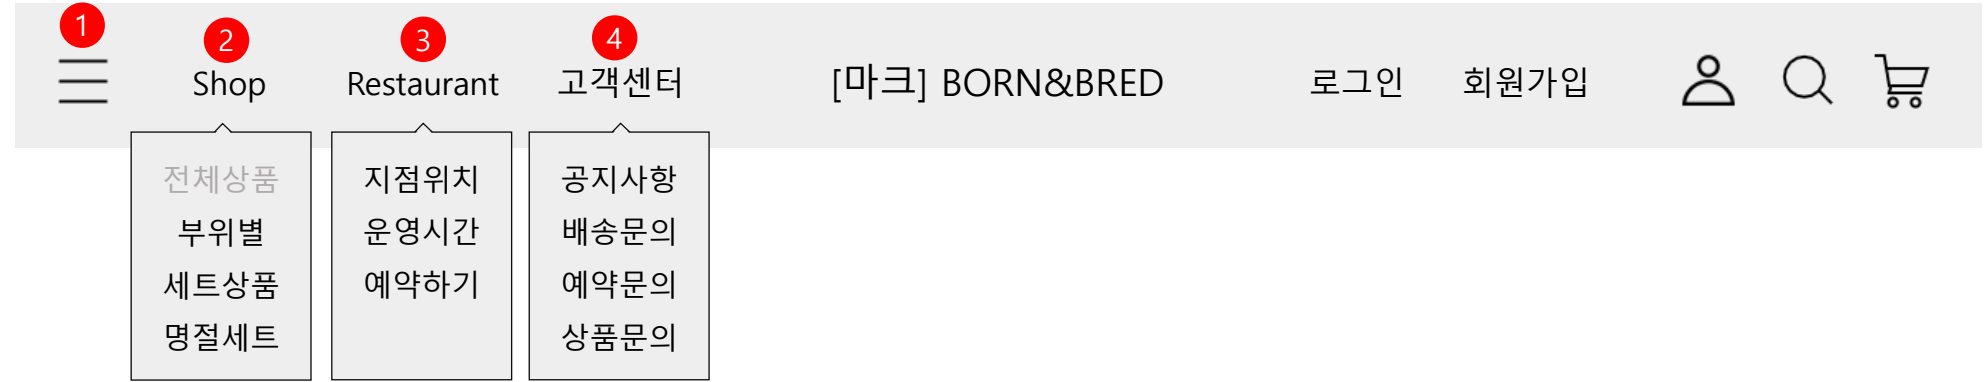 1
2
3
4
Shop
Restaurant
고객센터
[마크] BORN&BRED
로그인
회원가입
전체상품
부위별
세트상품
명절세트
지점위치
운영시간
예약하기
공지사항
배송문의
예약문의
상품문의